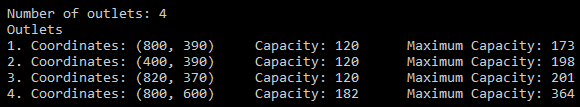 Number of outlets: 4
Outlets
1. Coordinates: (800, 390)     Capacity: 120      Maximum Capacity: 173
2. Coordinates: (400, 390)     Capacity: 120      Maximum Capacity: 198
3. Coordinates: (820, 370)     Capacity: 120      Maximum Capacity: 201
4. Coordinates: (800, 600)     Capacity: 182      Maximum Capacity: 364